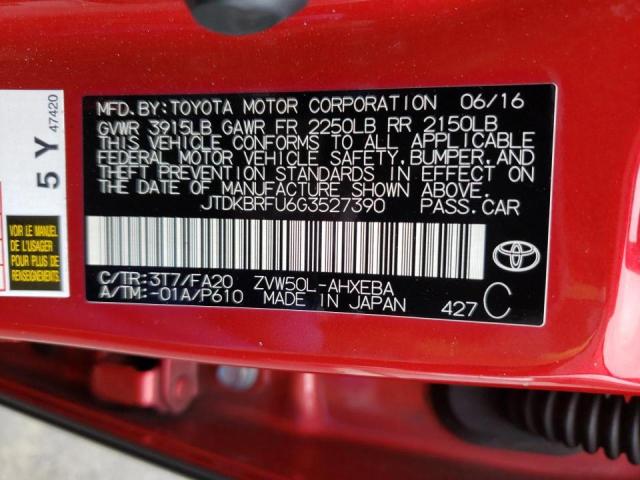 MFD. BY: TOYOTA MOTOR CORPORATION 06/16
GVWR 3915LB GAWR FR 2250LB RR 2150LB
THIS VEHICLE CONFORMS TO ALL APPLICABLE
FEDERAL MOTOR VEHICLE SAFETY, BUMPER, AND
THEFT PREVENTION STANDARDS IN EFFECT ON
THE DATE OF MANUFACTURE SHOWN ABOVE.
JTDKBRFU6G3527390 PASS. CAR
C/TR: 3T7/FA20 ZVW50L-AHXEBA
A/TM: -01A/P610 MADE IN JAPAN 427 C
TOYOTA
5 Y
47420
DE L'USAGER
VOIR LE MANUEL
POUR PLUS DE
RENSEIGNEMENTS